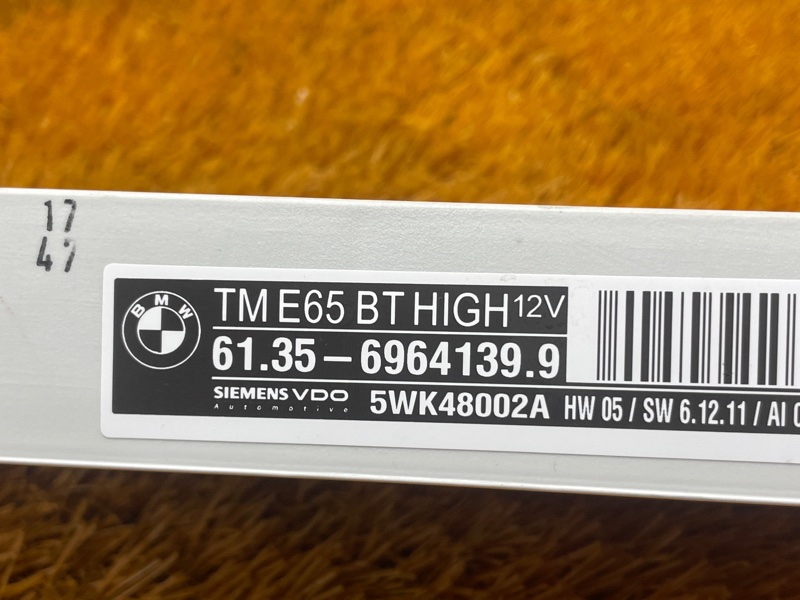 17
47
BMW
TM E65 BT HIGH 12V
61.35 – 6964139.9
SIEMENS VDO
Automotive
5WK48002A HW 05 / SW 6.12.11 / AI